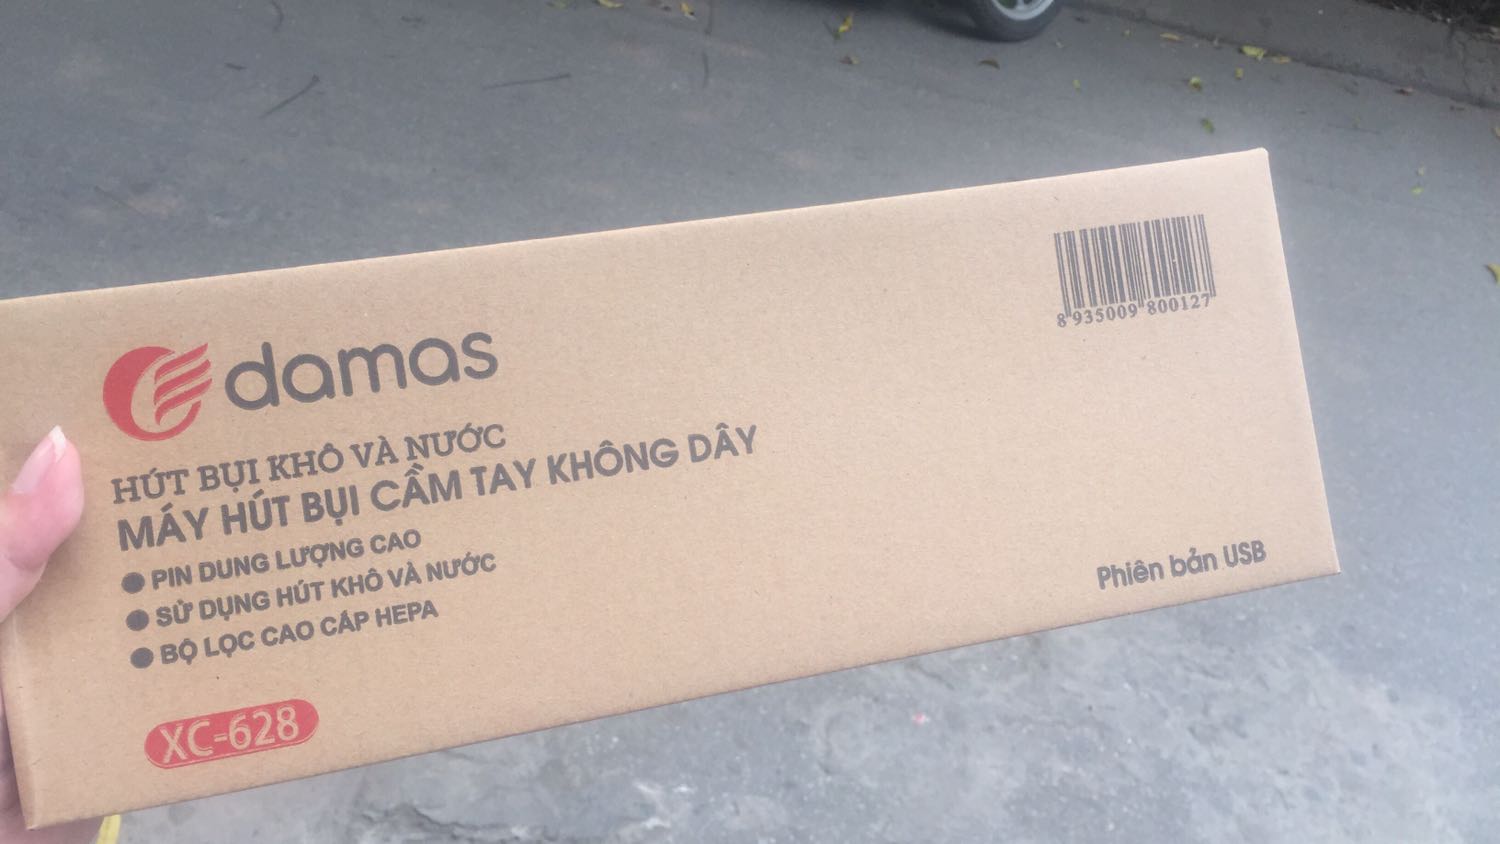 damas
HÚT BỤI KHÔ VÀ NƯỚC
MÁY HÚT BỤI CẦM TAY KHÔNG DÂY
● PIN DUNG LƯỢNG CAO
● SỬ DỤNG HÚT KHÔ VÀ NƯỚC
● BỘ LỌC CAO CẤP HEPA
XC-628
8 935009 800127
Phiên bản USB